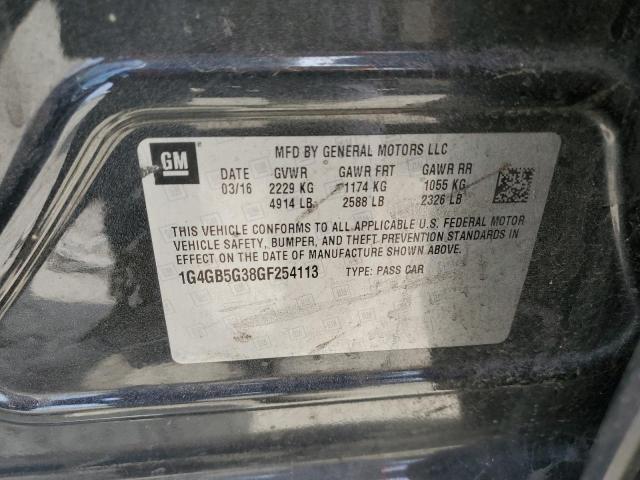 GM
MFD BY GENERAL MOTORS LLC
DATE GVWR GAWR FRT GAWR RR
03/16 2229 KG 1174 KG 1055 KG
4914 LB 2588 LB 2326 LB
THIS VEHICLE CONFORMS TO ALL APPLICABLE U.S. FEDERAL MOTOR
VEHICLE SAFETY, BUMPER, AND THEFT PREVENTION STANDARDS IN
EFFECT ON THE DATE OF MANUFACTURE SHOWN ABOVE.
1G4GB5G38GF254113 TYPE: PASS CAR